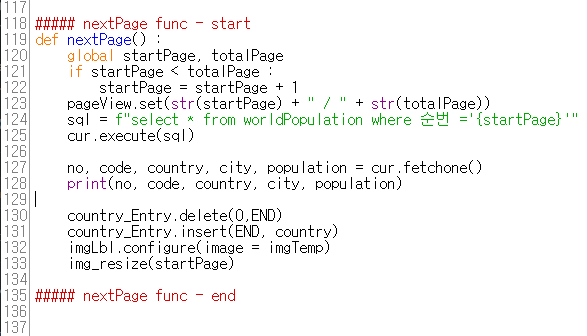 117
118 ##### nextPage func - start
119 def nextPage() :
120     global startPage, totalPage
121     if startPage < totalPage :
122         startPage = startPage + 1
123     pageView.set(str(startPage) + " / " + str(totalPage))
124     sql = f"select * from worldPopulation where 순번 ='{startPage}'"
125     cur.execute(sql)
126
127     no, code, country, city, population = cur.fetchone()
128     print(no, code, country, city, population)
129
130     country_Entry.delete(0,END)
131     country_Entry.insert(END, country)
132     imgLbl.configure(image = imgTemp)
133     img_resize(startPage)
134
135 ##### nextPage func - end
136
137